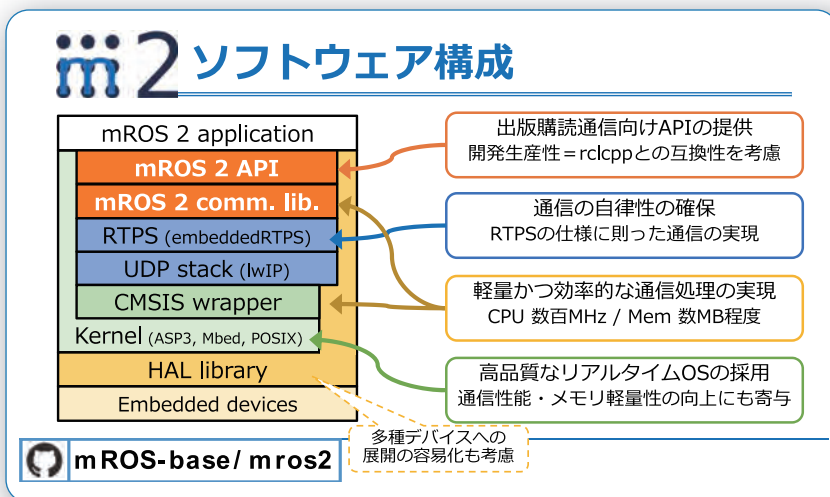 m2 ソフトウェア構成
mROS 2 application
mROS 2 API
mROS 2 comm. lib.
RTPS (embeddedRTPS)
UDP stack (lwIP)
CMSIS wrapper
Kernel (ASP3, Mbed, POSIX)
HAL library
Embedded devices
出版購読通信向けAPIの提供
開発生産性=rclcppとの互換性を考慮
通信の自律性の確保
RTPSの仕様に則った通信の実現
軽量かつ効率的な通信処理の実現
CPU 数百MHz / Mem 数MB程度
高品質なリアルタイムOSの採用
通信性能・メモリ軽量性の向上にも寄与
多種デバイスへの
展開の容易化も考慮
mROS-base/ mros2